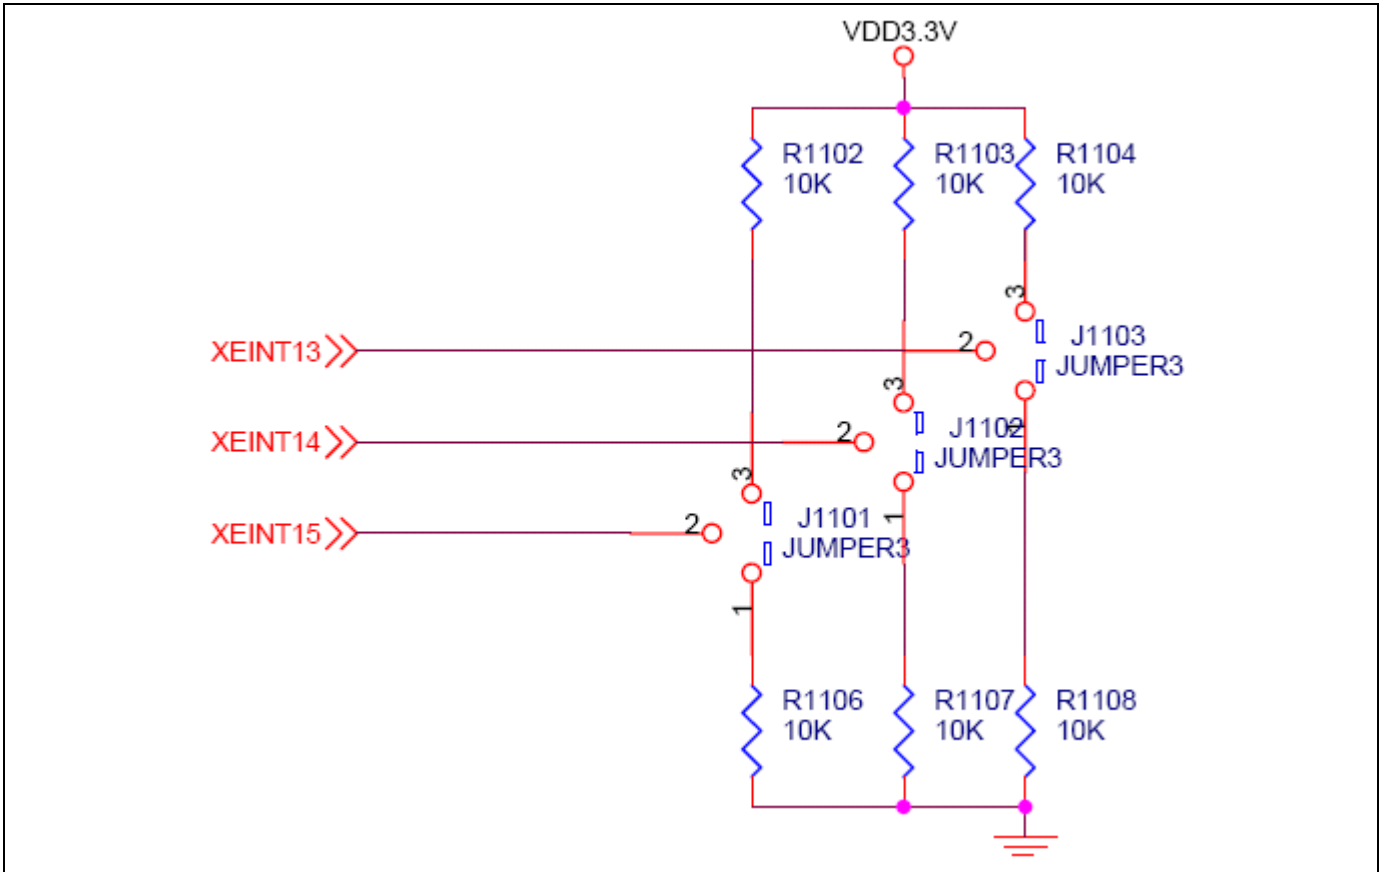 VDD3.3V
R1102
10K
R1103
10K
R1104
10K
3
J1103
JUMPER3
XEINT13
2
1
3
J1102
JUMPER3
XEINT14
2
1
3
J1101
JUMPER3
XEINT15
2
1
R1106
10K
R1107
10K
R1108
10K